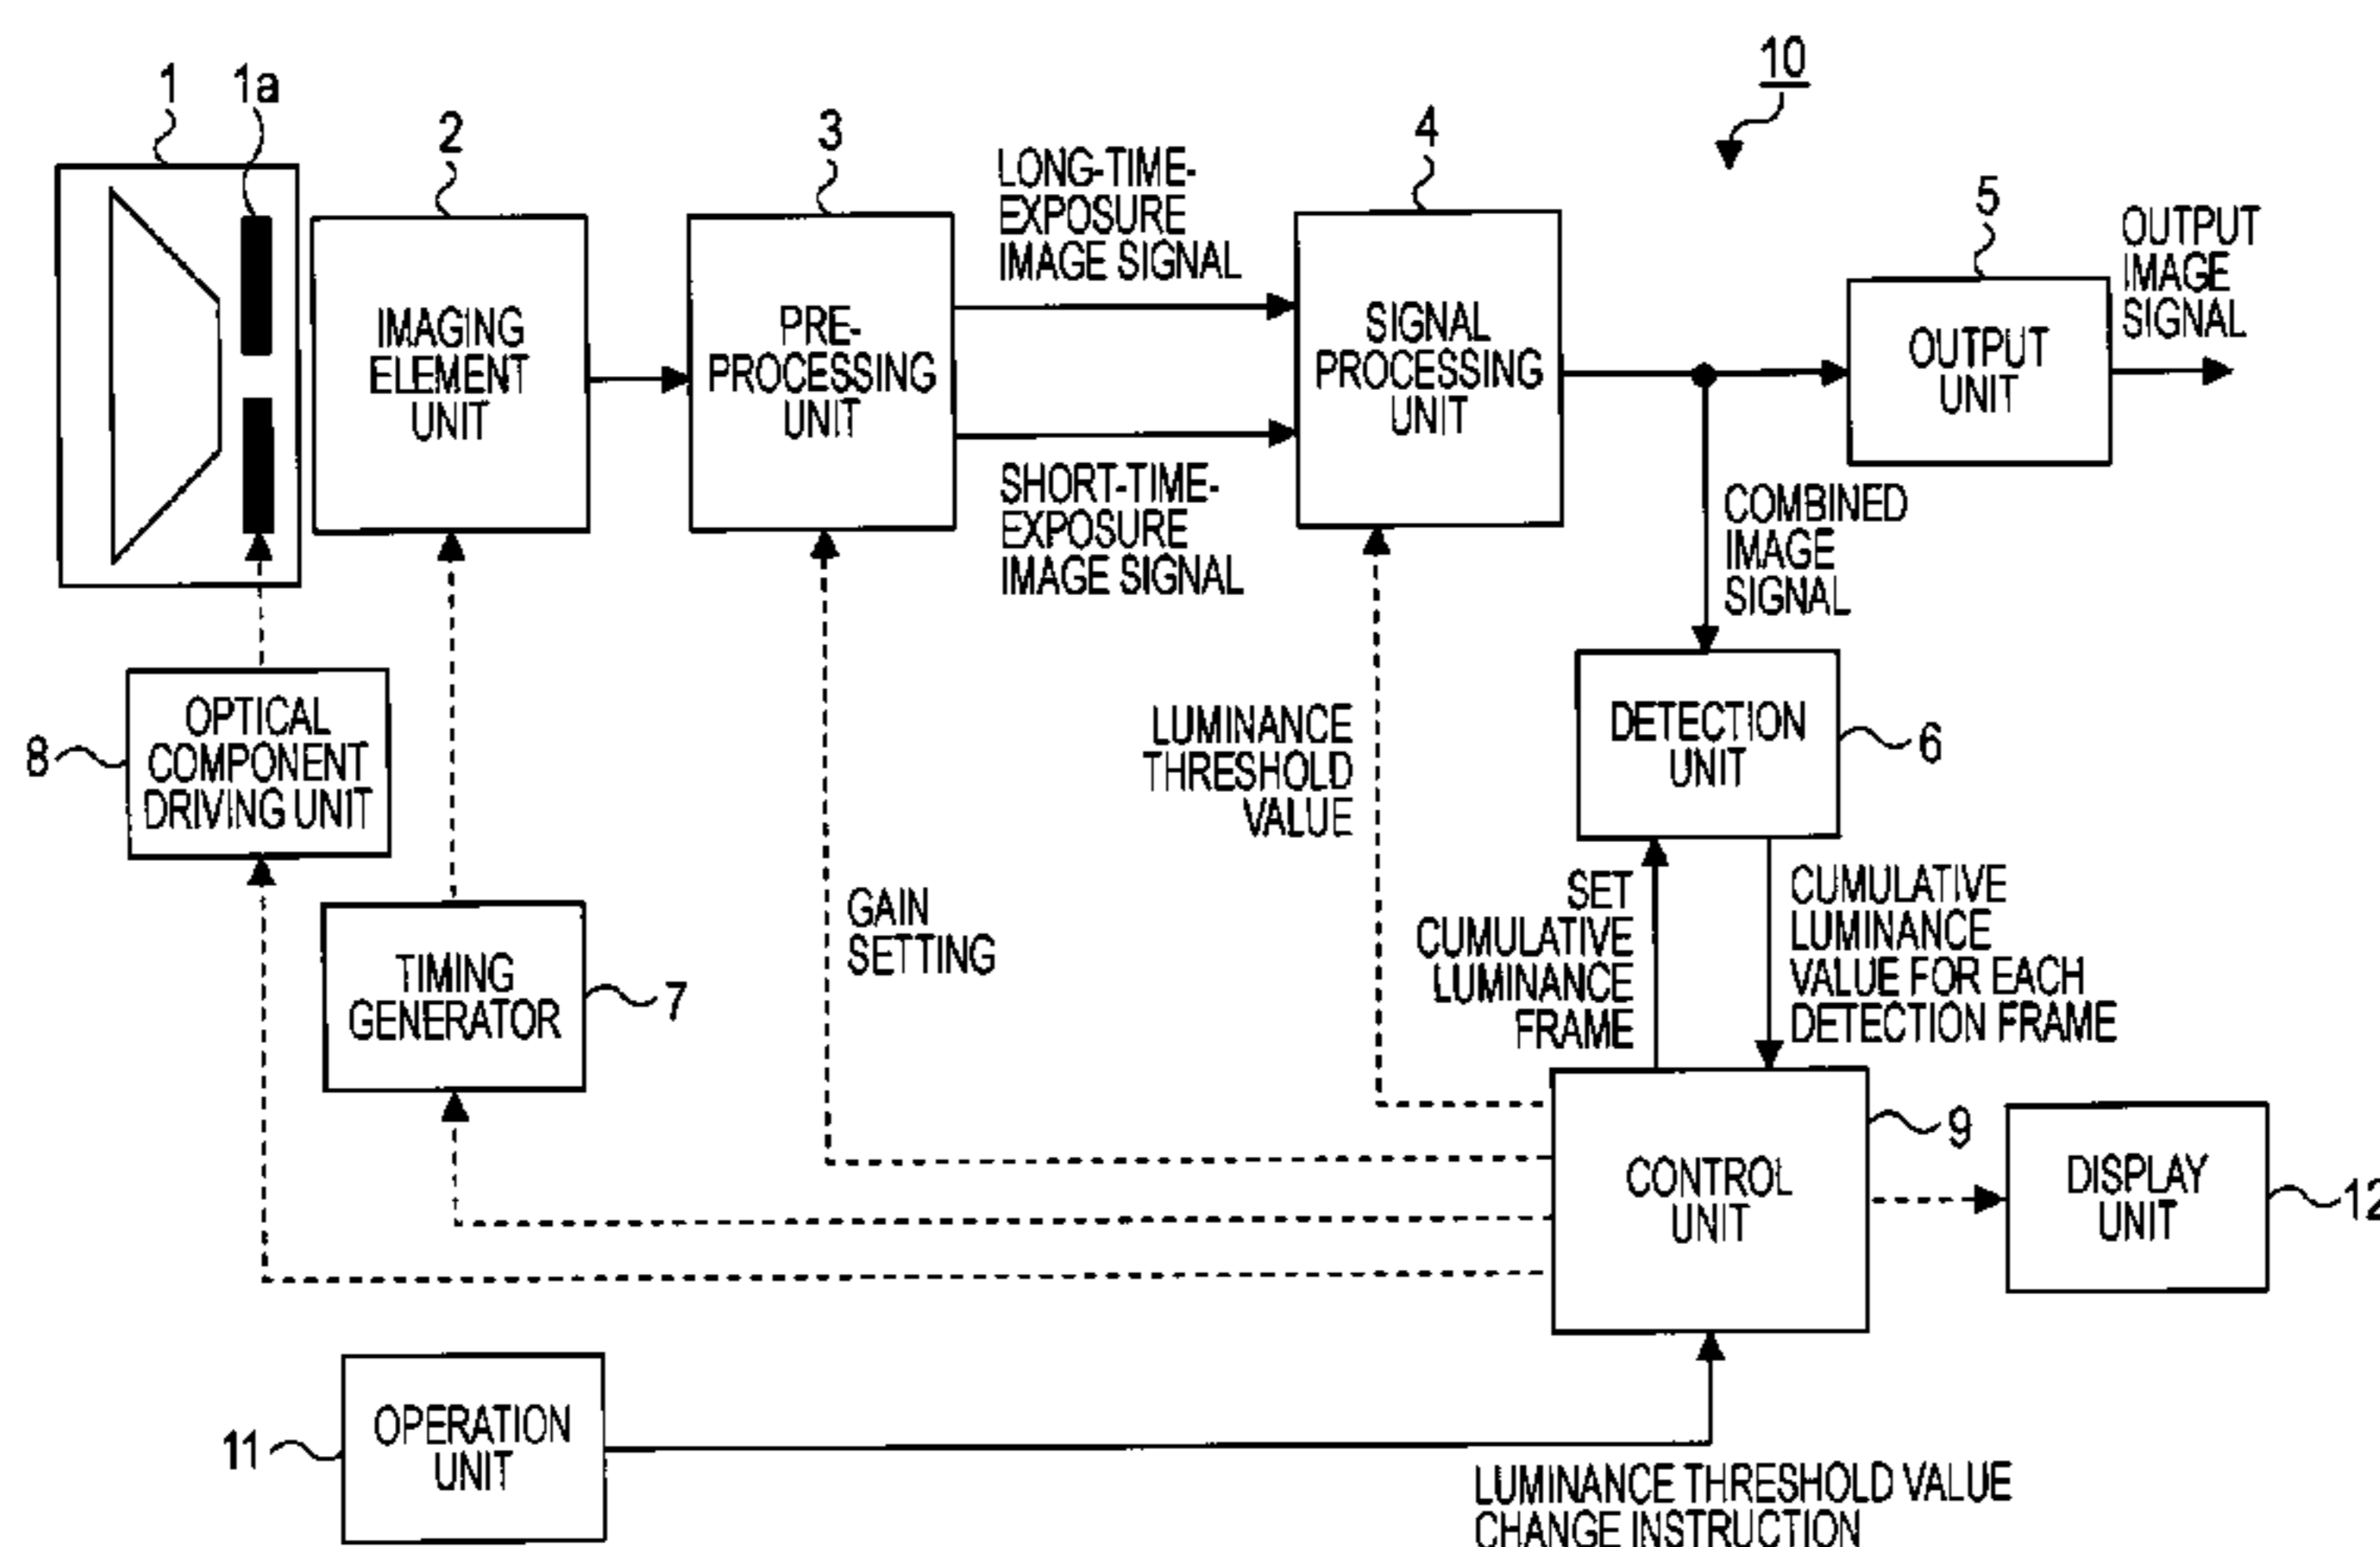 10
1
1a
2
3
4
5
LONG-TIME-
EXPOSURE
IMAGE SIGNAL
OUTPUT
IMAGE
SIGNAL
IMAGING
ELEMENT
UNIT
PRE-
PROCESSING
UNIT
SIGNAL
PROCESSING
UNIT
OUTPUT
UNIT
SHORT-TIME-
EXPOSURE
IMAGE SIGNAL
COMBINED
IMAGE
SIGNAL
8
OPTICAL
COMPONENT
DRIVING UNIT
LUMINANCE
THRESHOLD
VALUE
DETECTION
UNIT
6
GAIN
SETTING
SET
CUMULATIVE
LUMINANCE
FRAME
CUMULATIVE
LUMINANCE
VALUE FOR EACH
DETECTION FRAME
TIMING
GENERATOR
7
CONTROL
UNIT
9
DISPLAY
UNIT
12
11
OPERATION
UNIT
LUMINANCE THRESHOLD VALUE
CHANGE INSTRUCTION